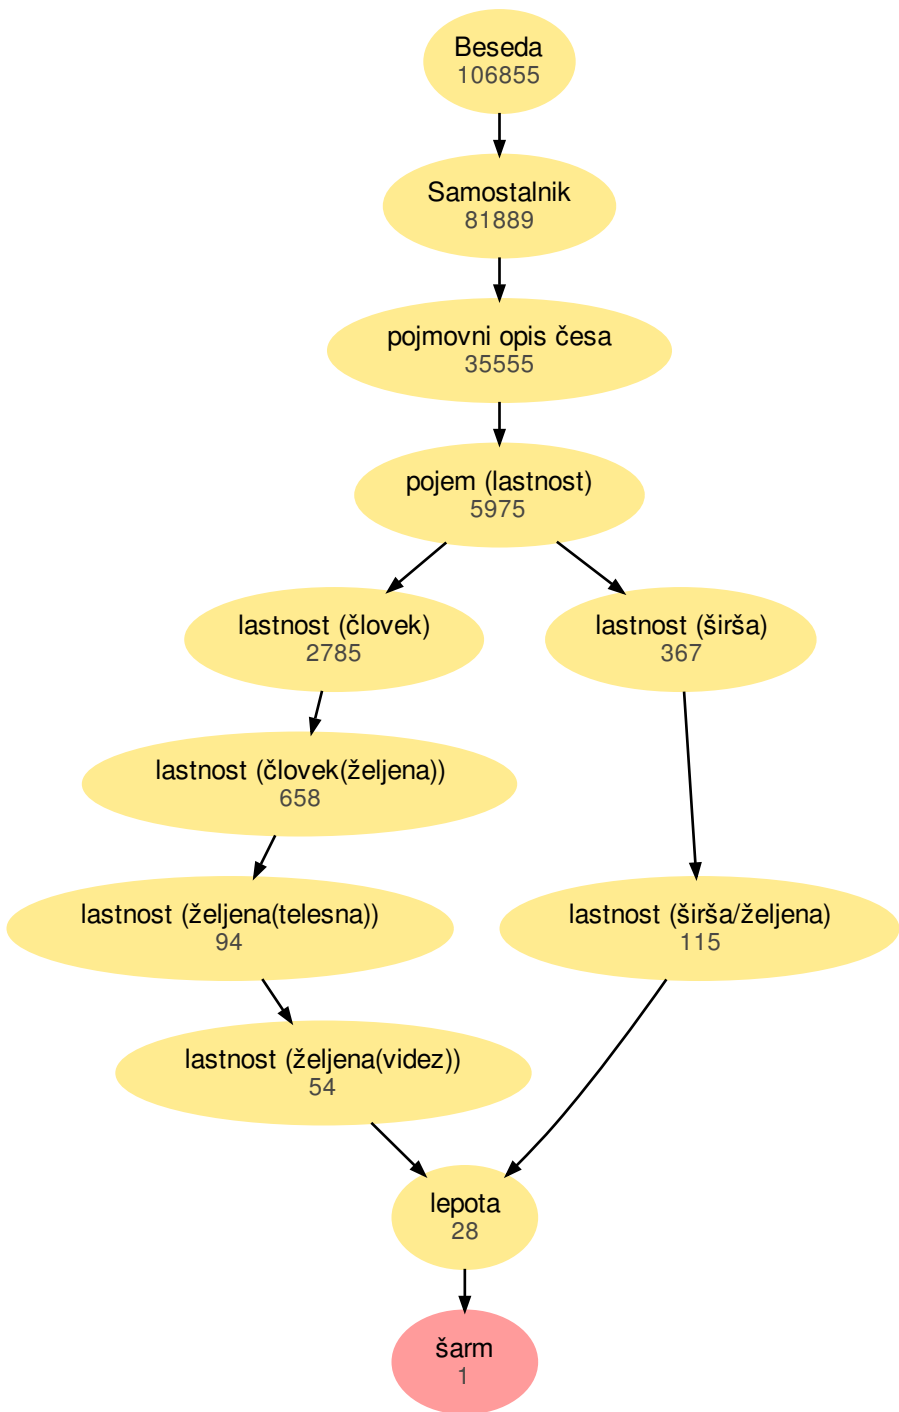 Beseda
106855
Samostalnik
81889
pojmovni opis česa
35555
pojem (lastnost)
5975
lastnost (človek)
2785
lastnost (širša)
367
lastnost (človek(željena))
658
lastnost (željena(telesna))
94
lastnost (širša/željena)
115
lastnost (željena(videz))
54
lepota
28
šarm
1